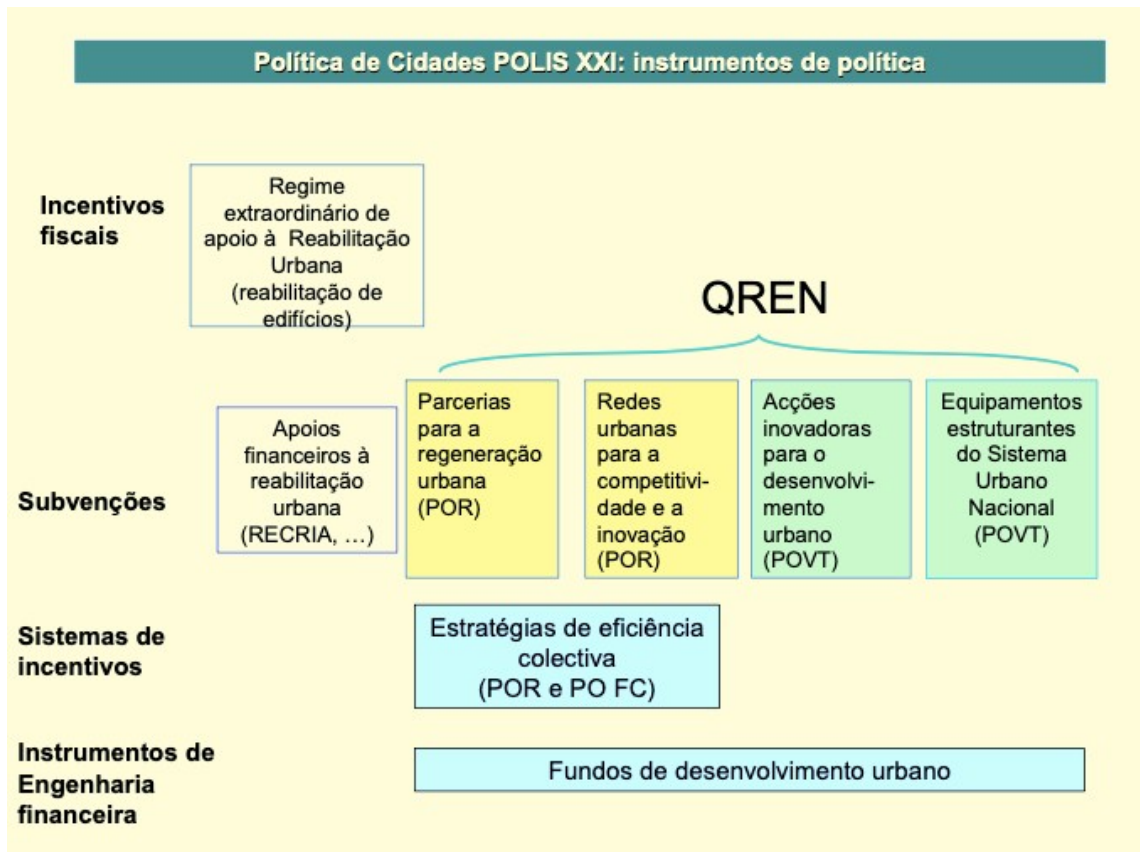 Política de Cidades POLIS XXI: instrumentos de política
Incentivos
fiscais
Regime
extraordinário de
apoio à Reabilitação
Urbana
(reabilitação de
edifícios)
QREN
Subvenções
Apoios
financeiros à
reabilitação
urbana
(RECRIA, …)
Parcerias
para a
regeneração
urbana
(POR)
Redes
urbanas
para a
competitivi-
dade e a
inovação
(POR)
Acções
inovadoras
para o
desenvolvi-
mento
urbano
(POVT)
Equipamentos
estruturantes
do Sistema
Urbano
Nacional
(POVT)
Sistemas de
incentivos
Estratégias de eficiência
colectiva
(POR e PO FC)
Instrumentos de
Engenharia
financeira
Fundos de desenvolvimento urbano